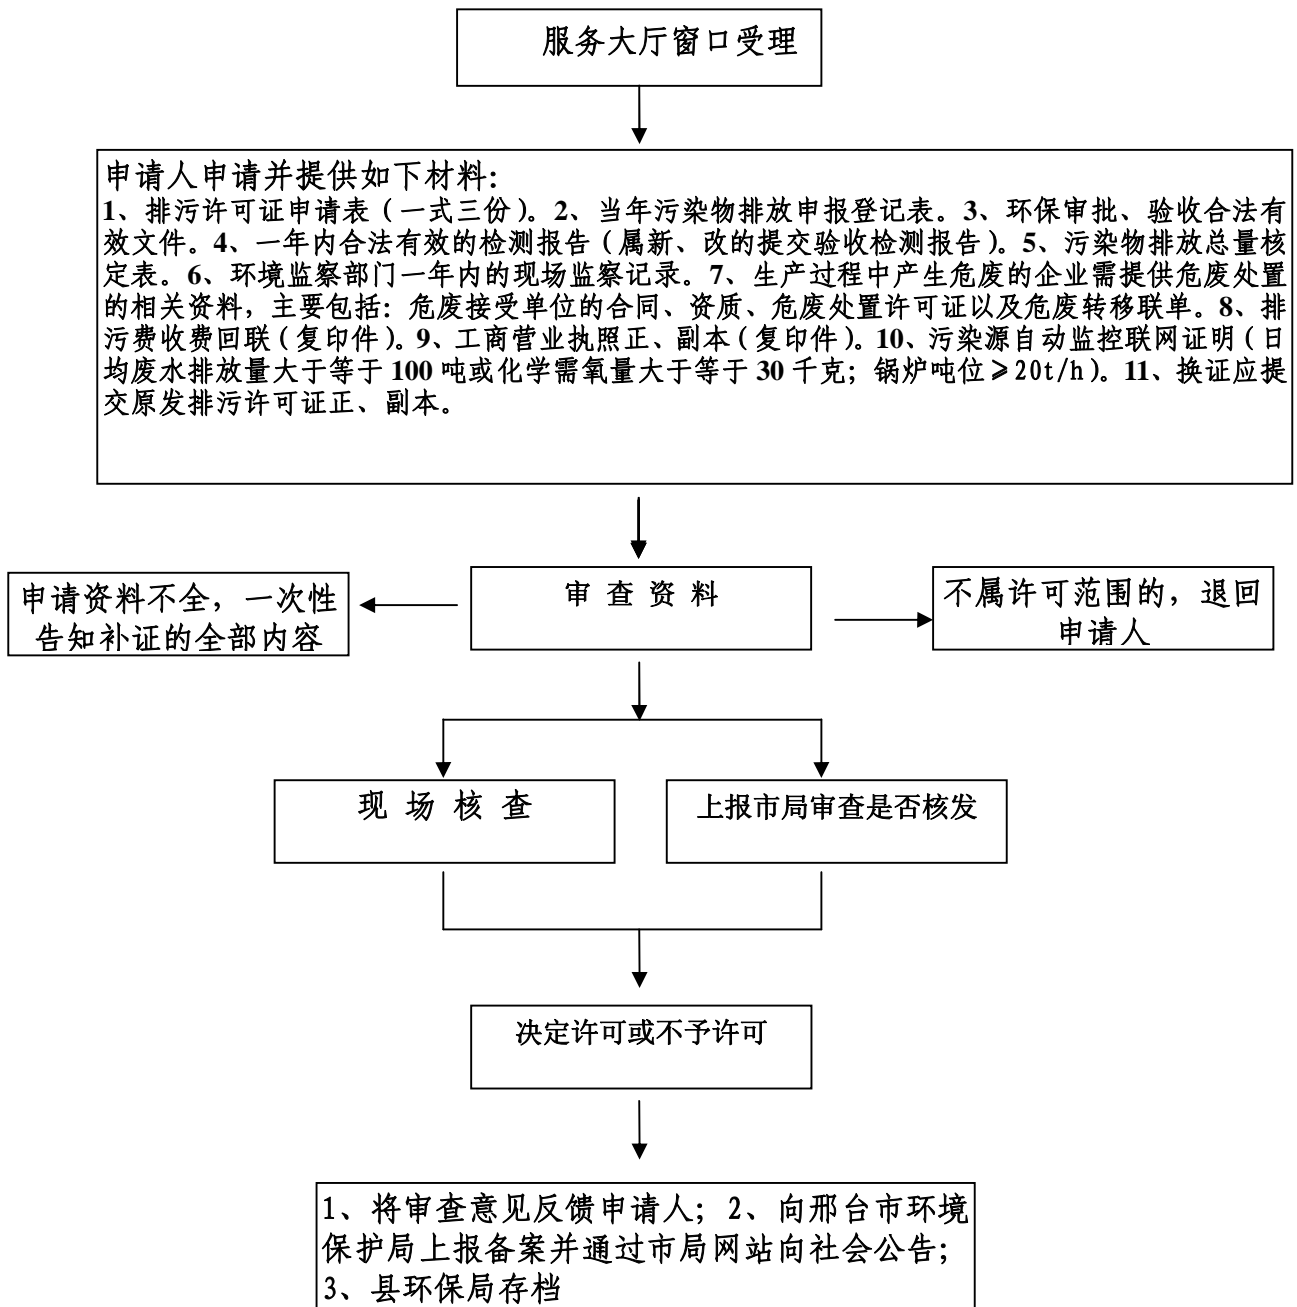 服务大厅窗口受理
申请人申请并提供如下材料：
1、排污许可证申请表（一式三份）。2、当年污染物排放申报登记表。3、环保审批、验收合法有
效文件。4、一年内合法有效的检测报告（属新、改的提交验收检测报告）。5、污染物排放总量核
定表。6、环境监察部门一年内的现场监察记录。7、生产过程中产生危废的企业需提供危废处置
的相关资料，主要包括：危废接受单位的合同、资质、危废处置许可证以及危废转移联单。8、排
污费收费回联（复印件）。9、工商营业执照正、副本（复印件）。10、污染源自动监控联网证明（日
均废水排放量大于等于 100 吨或化学需氧量大于等于 30 千克；锅炉吨位≥20t/h）。11、换证应提
交原发排污许可证正、副本。
申请资料不全，一次性
告知补证的全部内容
审 查 资 料
不属许可范围的，退回
申请人
现 场 核 查
上报市局审查是否核发
决定许可或不予许可
1、将审查意见反馈申请人；2、向邢台市环境
保护局上报备案并通过市局网站向社会公告；
3、县环保局存档